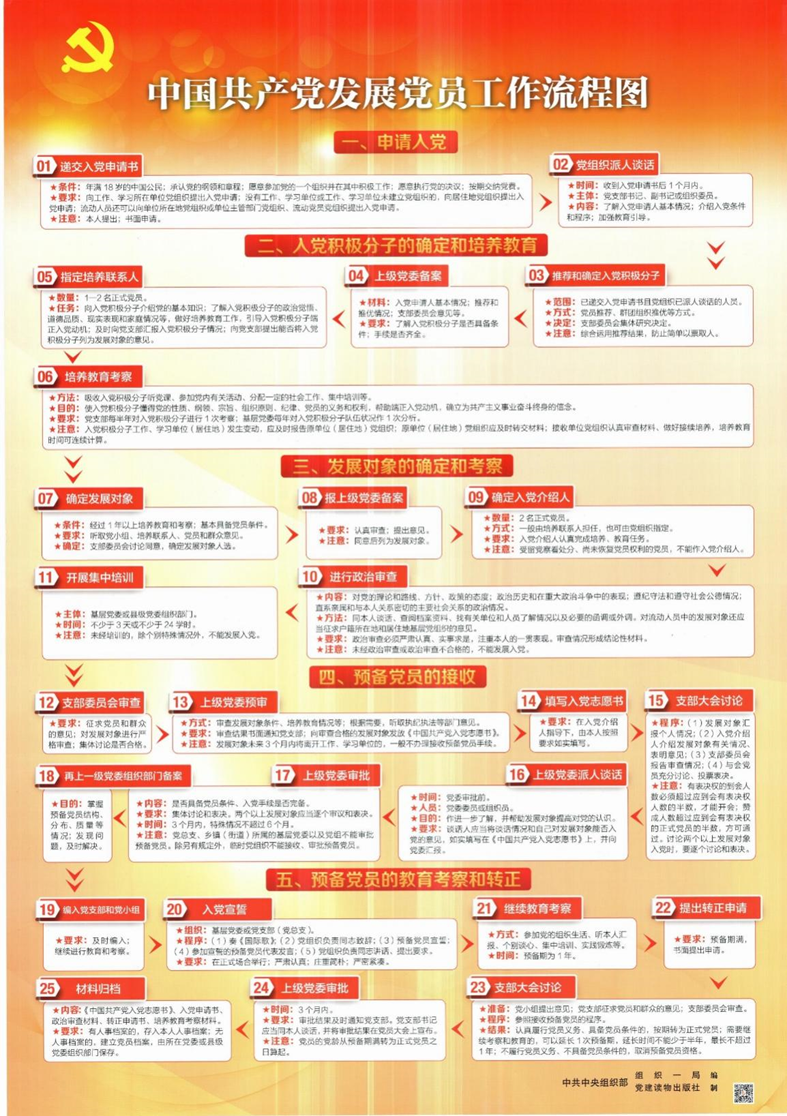 中国共产党发展党员工作流程图
一、申请入党
01 递交入党申请书
★条件：年满18岁的中国公民；承认党的纲领和章程；愿意参加党的一个组织并在其中积极工作；愿意执行党的决议；按期交纳党费。
★要求：向工作、学习所在单位党组织提出入党申请；没有工作、学习单位或工作、学习单位未建立党组织的，向居住地党组织提出入
党申请；流动人员还可以向单位所在地党组织或单位主管部门党组织，流动党员党组织提出入党申请。
★注意：本人提出；书面申请。
02 党组织派人谈话
★时间：收到入党申请书后1个月内。
★主体：党支部书记、副书记或组织委员。
★内容：了解入党申请人基本情况；介绍入党条
件和程序；加强教育引导。
二、入党积极分子的确定和培养教育
03 推荐和确定入党积极分子
★范围：已递交入党申请书且党组织已派人谈话的人员。
★方式：党员推荐、群团组织推优等方式。
★决定：支部委员会集体研究决定。
★注意：综合运用推荐结果，防止简单以票取人。
04 上级党委备案
★材料：入党申请人基本情况；推荐和
推优情况；支部委员会意见等。
★要求：了解入党积极分子是否具备条
件；手续是否齐全。
05 指定培养联系人
★数量：1—2名正式党员。
★任务：向入党积极分子介绍党的基本知识；了解入党积极分子的政治觉悟、
道德品质、现实表现和家庭情况等，做好培养教育工作，引导入党积极分子端
正入党动机；及时向党支部汇报入党积极分子情况；向党支部提出能否将入党
积极分子列为发展对象的意见。
06 培养教育考察
★方法：吸收入党积极分子听党课、参加党内有关活动、分配一定的社会工作、集中培训等。
★目的：使入党积极分子懂得党的性质、纲领、宗旨、组织原则、纪律、党员的义务和权利，帮助端正入党动机，确立为共产主义事业奋斗终身的信念。
★要求：党支部每半年对入党积极分子进行1次考察；基层党委每年对入党积极分子队伍状况作1次分析。
★注意：入党积极分子工作、学习单位（居住地）发生变动，应及时报告原单位（居住地）党组织；原单位（居住地）党组织应及时转交材料；接收单位党组织认真审查材料、做好接续培养，培养教育
时间可连续计算。
三、发展对象的确定和考察
07 确定发展对象
★条件：经过1年以上培养教育和考察；基本具备党员条件。
★要求：听取党小组、培养联系人、党员和群众意见。
★确定：支部委员会讨论同意，确定发展对象人选。
08 报上级党委备案
★要求：认真审查；提出意见。
★注意：同意后列为发展对象。
09 确定入党介绍人
★数量：2名正式党员。
★方式：一般由培养联系人担任，也可由党组织指定。
★要求：入党介绍人认真完成培养、教育任务。
★注意：受留党察看处分、尚未恢复党员权利的党员，不能作入党介绍人。
10 进行政治审查
★内容：对党的理论和路线、方针、政策的态度；政治历史和在重大政治斗争中的表现；遵纪守法和遵守社会公德情况；
直系亲属和与本人关系密切的主要社会关系的政治情况。
★方法：同本人谈话、查阅档案资料、找有关单位和人员了解情况以及必要的函调或外调。对流动人员中的发展对象还应
当征求户籍所在地和居住地基层党组织的意见。
★要求：政治审查必须严肃认真、实事求是，注重本人的一贯表现。审查情况形成结论性材料。
★注意：未经政治审查或政治审查不合格的，不能发展入党。
11 开展集中培训
★主体：基层党委或县级党委组织部门。
★时间：不少于3天或不少于24学时。
★注意：未经培训的，除个别特殊情况外，不能发展入党。
四、预备党员的接收
12 支部委员会审查
★要求：征求党员和群众
的意见；对发展对象进行严
格审查；集体讨论是否合格。
13 上级党委预审
★方式：审查发展对象条件、培养教育情况等；根据需要，听取执纪执法等部门意见。
★要求：审查结果书面通知党支部；向审查合格的发展对象发放《中国共产党入党志愿书》。
★注意：发展对象未来3个月内将离开工作、学习单位的，一般不办理接收预备党员手续。
14 填写入党志愿书
★要求：在入党介绍
人指导下，由本人按照
要求如实填写。
15 支部大会讨论
★程序：（1）发展对象汇
报个人情况；（2）入党介绍
人介绍发展对象有关情况、
表明意见；（3）支部委员会
报告审查情况；（4）与会党
员充分讨论、投票表决。
★注意：有表决权的到会人
数必须超过应到会有表决权
人数的半数，才能开会；赞
成人数超过应到会有表决权
的正式党员的半数，方可通
过。讨论两个以上发展对象
入党时，要逐个讨论和表决。
16 上级党委派人谈话
★时间：党委审批前。
★人员：党委委员或组织员。
★目的：作进一步了解，并帮助发展对象提高对党的认识。
★要求：谈话人应当将谈话情况和自己对发展对象能否入
党的意见，如实填写在《中国共产党入党志愿书》上，并向
党委汇报。
17 上级党委审批
★内容：是否具备党员条件、入党手续是否完备。
★要求：集体讨论和表决。两个以上发展对象应当逐个审议和表决。
★时间：3个月内，特殊情况不超过6个月。
★注意：党总支、乡镇（街道）所属的基层党委以及党组不能审批
预备党员。除另有规定外，临时党组织不能接收、审批预备党员。
18 再上一级党委组织部门备案
★目的：掌握
预备党员结构、
分布、质量等
情况；发现问
题，及时解决。
五、预备党员的教育考察和转正
19 编入党支部和党小组
★要求：及时编入；
继续进行教育和考察。
20 入党宣誓
★组织：基层党委或党支部（党总支）。
★程序：（1）奏《国际歌》；（2）党组织负责同志致辞；（3）预备党员宣誓；
（4）参加宣誓的预备党员代表发言；（5）党组织负责同志讲话，提出要求。
★要求：在正式场合举行；严肃认真；庄重简朴；严密紧凑。
21 继续教育考察
★方式：参加党的组织生活、听本人汇
报、个别谈心、集中培训、实践锻炼等。
★时间：预备期为1年。
22 提出转正申请
★要求：预备期满，
书面提出申请。
23 支部大会讨论
★准备：党小组提出意见；党支部征求党员和群众的意见；支部委员会审查。
★程序：参照接收预备党员的程序。
★结果：认真履行党员义务、具备党员条件的，按期转为正式党员；需要继
续考察和教育的，可以延长1次预备期，延长时间不能少于半年，最长不超过
1年；不履行党员义务、不具备党员条件的，取消预备党员资格。
24 上级党委审批
★时间：3个月内。
★要求：审批结果及时通知党支部。党支部书记
应当同本人谈话，并将审批结果在党员大会上宣布。
★注意：党员的党龄从预备期满转为正式党员之
日算起。
25 材料归档
★内容：《中国共产党入党志愿书》、入党申请书、
政治审查材料、转正申请书、培养教育考察材料。
★要求：有人事档案的，存入本人人事档案；无
人事档案的，建立党员档案，由所在党委或县级
党委组织部门保存。
中共中央组织部 组织一局 编
党建读物出版社 制